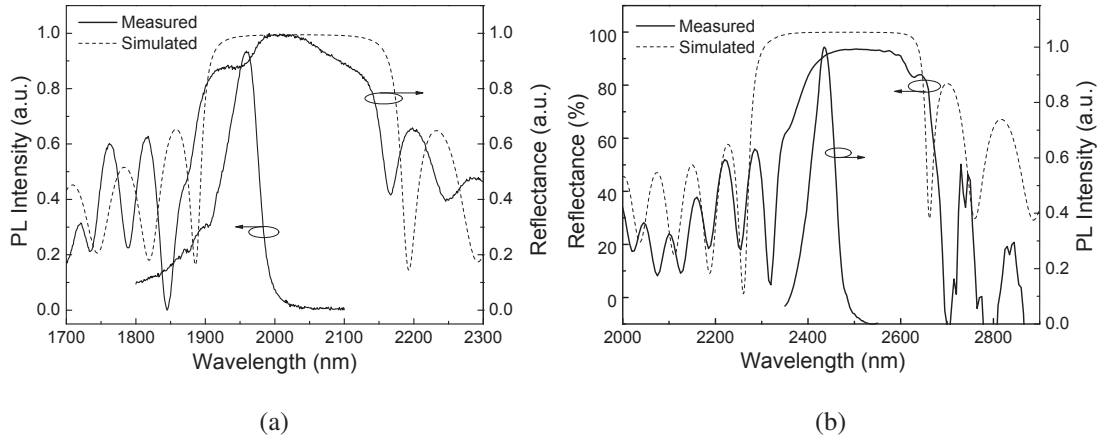 Measured
Simulated
PL Intensity (a.u.)
1.0
0.8
0.6
0.4
0.2
0.0
1.0
0.8
0.6
0.4
0.2
0.0
Reflectance (a.u.)
1700 1800 1900 2000 2100 2200 2300
Wavelength (nm)
(a)
Measured
Simulated
Reflectance (%)
100
80
60
40
20
0
1.0
0.8
0.6
0.4
0.2
0.0
PL Intensity (a.u.)
2000 2200 2400 2600 2800
Wavelength (nm)
(b)